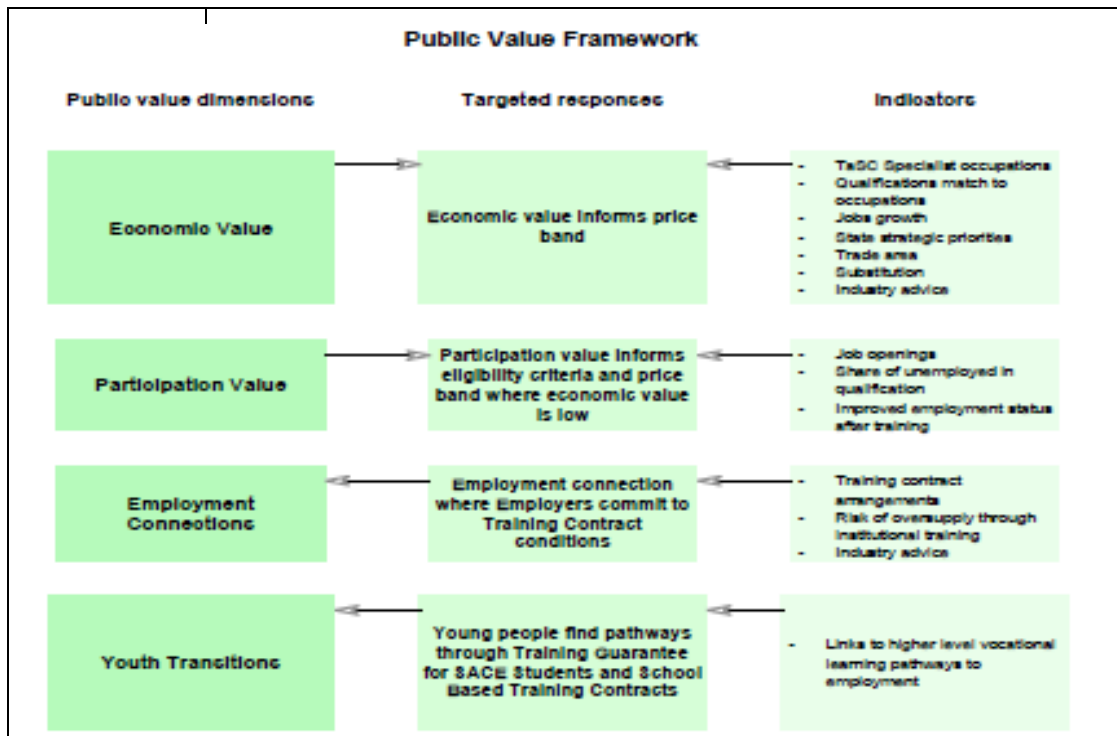 Public Value Framework
Public value dimensions
Targeted responses
Indicators
Economic Value
Economic value informs price
band
- TaSC Specialist occupations
- Qualifications match to
occupations
- Jobs growth
- State strategic priorities
- Trade area
- Substitution
- Industry advice
Participation Value
Participation value informs
eligibility criteria and price
band where economic value
is low
- Job openings
- Share of unemployed in
qualification
- Improved employment status
after training
Employment
Connections
Employment connection
where Employers commit to
Training Contract
conditions
- Training contract
arrangements
- Risk of oversupply through
institutional training
- Industry advice
Youth Transitions
Young people find pathways
through Training Guarantee
for SACE Students and School
Based Training Contracts
- Links to higher level vocational
learning pathways to
employment